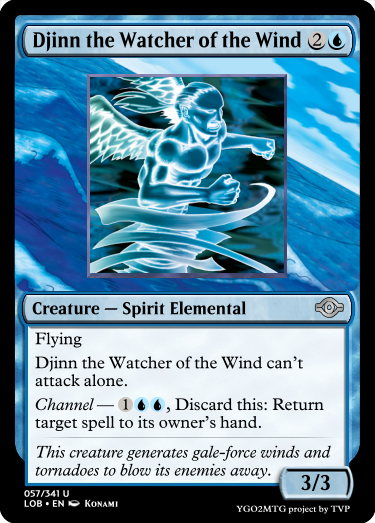 Djinn the Watcher of the Wind 2
Creature — Spirit Elemental
Flying
Djinn the Watcher of the Wind can't
attack alone.
Channel — 1, Discard this: Return
target spell to its owner's hand.
This creature generates gale-force winds and
tornadoes to blow its enemies away.
3/3
057/341 U
LOB • EN Konami
YGO2MTG project by TVP